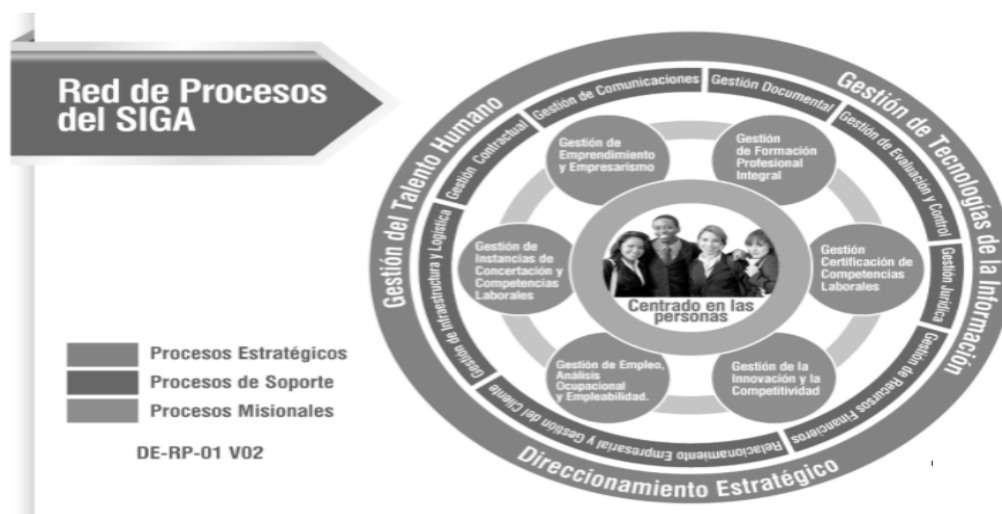 Red de Procesos
del SIGA
Gestión del Talento Humano
Gestión de Tecnologías de la Información
Direccionamiento Estratégico
Gestión de Comunicaciones
Gestión Documental
Gestión de Evaluación y Control
Gestión Jurídica
Gestión de Recursos Financieros
Relacionamiento Empresarial y Gestión del Cliente
Gestión de Infraestructura y Logística
Gestión Contractual
Gestión de
Emprendimiento
y Empresarismo
Gestión
de Formación
Profesional
Integral
Gestión de
Instancias de
Concertación y
Competencias
Laborales
Gestión
Certificación de
Competencias
Laborales
Centrado en las
personas
Gestión de Empleo,
Análisis
Ocupacional
y Empleabilidad.
Gestión de la
Innovación y la
Competitividad
Procesos Estratégicos
Procesos de Soporte
Procesos Misionales
DE-RP-01 V02